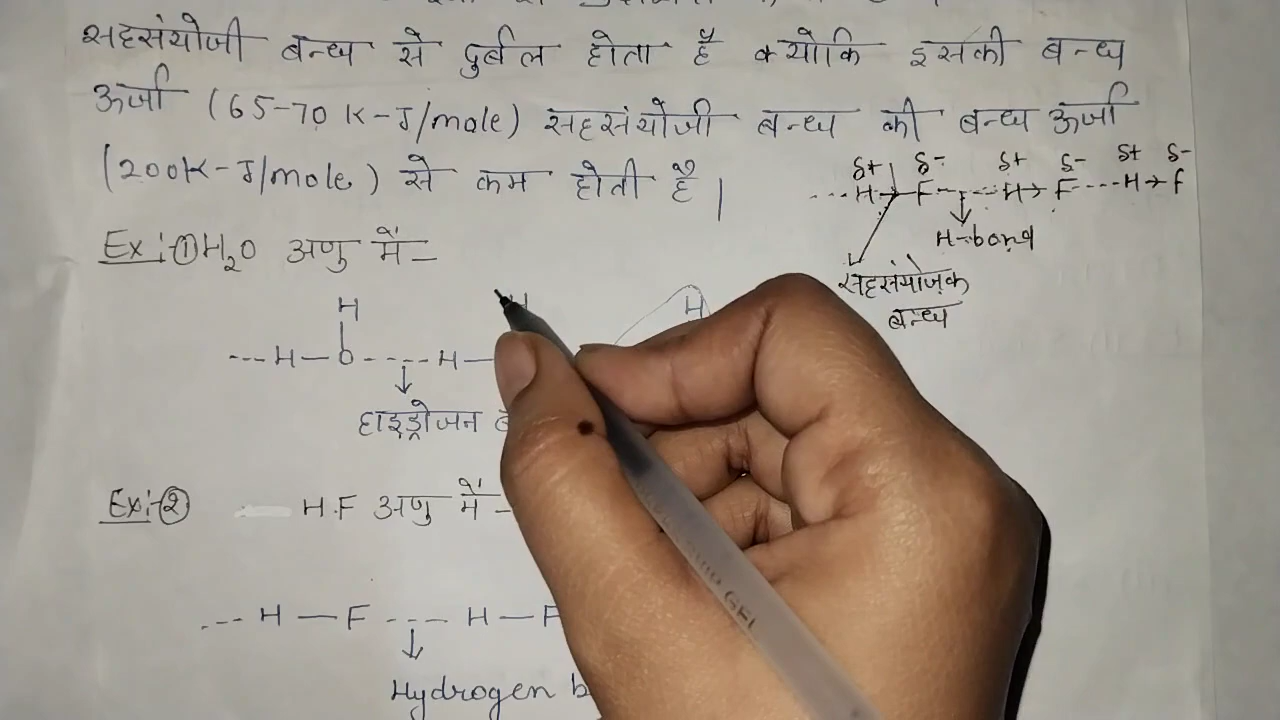 सहसंयोजी बन्ध से दुर्बल होता है क्योकि इसकी बन्ध
ऊर्जा (65-70 K-J/mole) सहसंयोजी बन्ध की बन्ध ऊर्जा
(200K-J/mole) से कम होती है |
δ+ δ- δ+ δ- δ+ δ-
---H→F-----H→F----H→F
H-bond
सहसंयोजक
बन्ध
Ex:-① H₂O अणु में-
H H H
---H-O----H-
हाइड्रोजन
Ex:-② H.F अणु में-
---H-F---H-F
Hydrogen